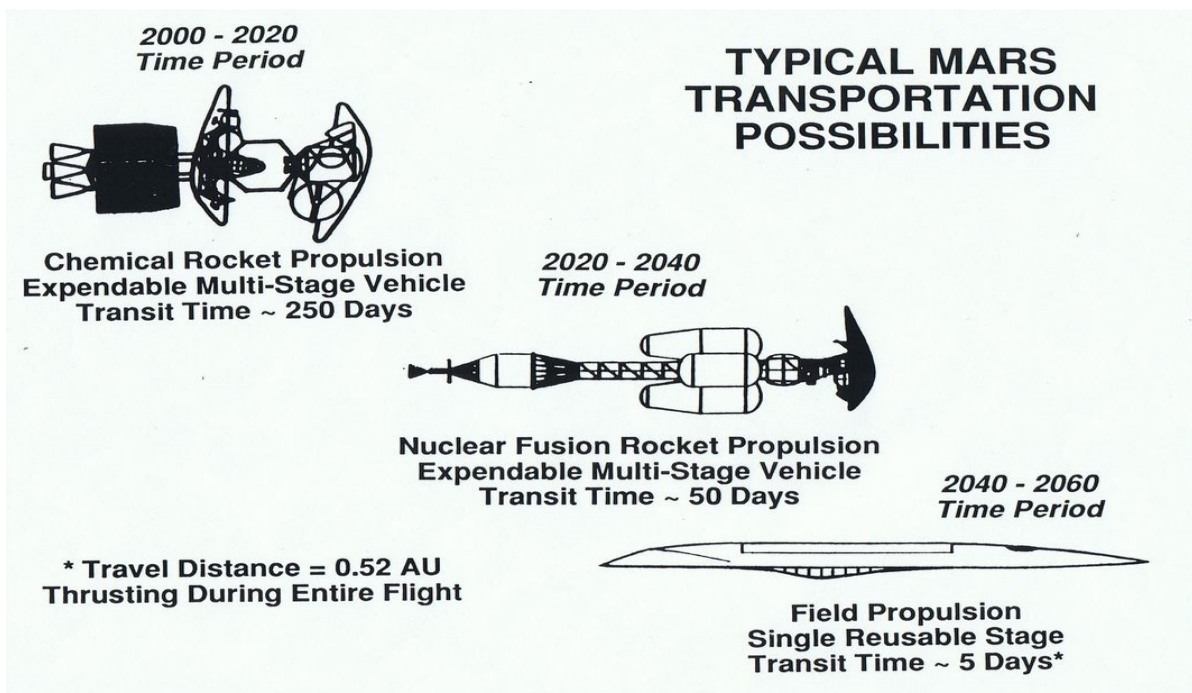 2000 - 2020
Time Period
TYPICAL MARS
TRANSPORTATION
POSSIBILITIES
Chemical Rocket Propulsion
Expendable Multi-Stage Vehicle
Transit Time ~ 250 Days
2020 - 2040
Time Period
Nuclear Fusion Rocket Propulsion
Expendable Multi-Stage Vehicle
Transit Time ~ 50 Days
2040 - 2060
Time Period
* Travel Distance = 0.52 AU
Thrusting During Entire Flight
Field Propulsion
Single Reusable Stage
Transit Time ~ 5 Days*